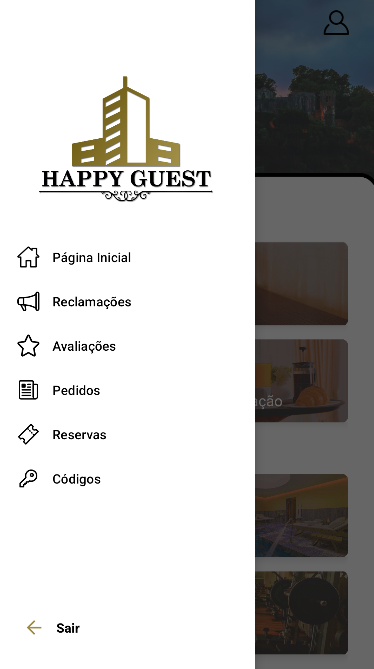 HAPPY GUEST
Página Inicial
Reclamações
Avaliações
Pedidos
Reservas
Códigos
Sair